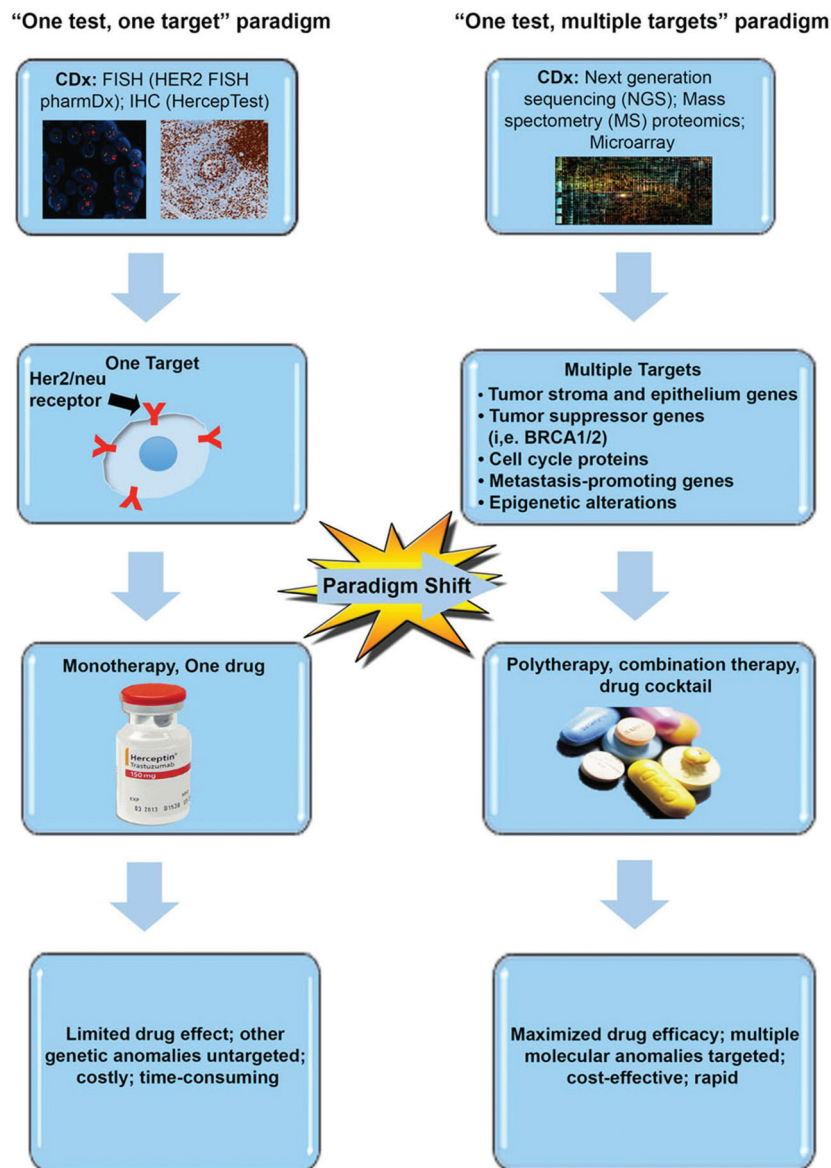 “One test, one target” paradigm
CDx: FISH (HER2 FISH
pharmDx); IHC (HercepTest)
One Target
Her2/neu
receptor
Monotherapy, One drug
Herceptin®
Trastuzumab
150 mg
EXP
03 2013
Limited drug effect; other
genetic anomalies untargeted;
costly; time-consuming
Paradigm Shift
“One test, multiple targets” paradigm
CDx: Next generation
sequencing (NGS); Mass
spectometry (MS) proteomics;
Microarray
Multiple Targets
• Tumor stroma and epithelium genes
• Tumor suppressor genes
(i,e. BRCA1/2)
• Cell cycle proteins
• Metastasis-promoting genes
• Epigenetic alterations
Polytherapy, combination therapy,
drug cocktail
Maximized drug efficacy; multiple
molecular anomalies targeted;
cost-effective; rapid